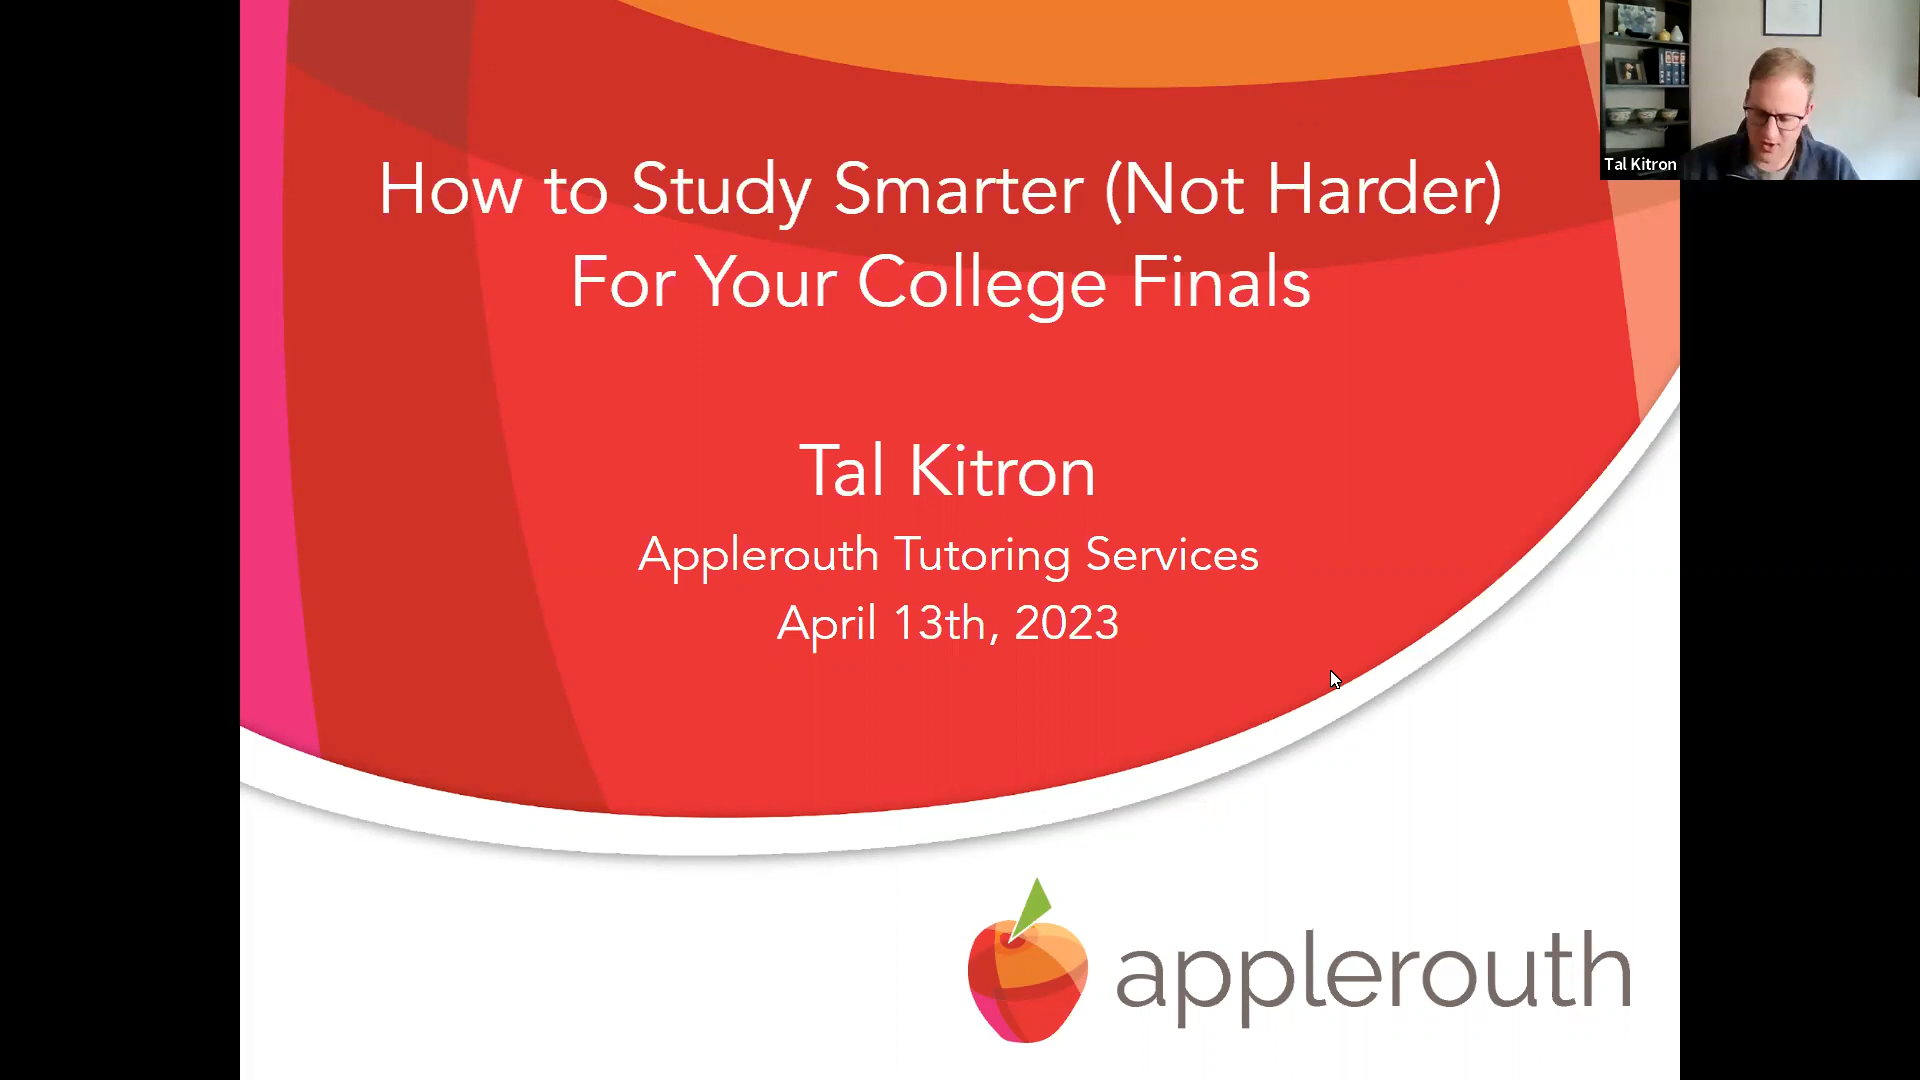 How to Study Smarter (Not Harder)
For Your College Finals
Tal Kitron
Applerouth Tutoring Services
April 13th, 2023
applerouth
Tal Kitron